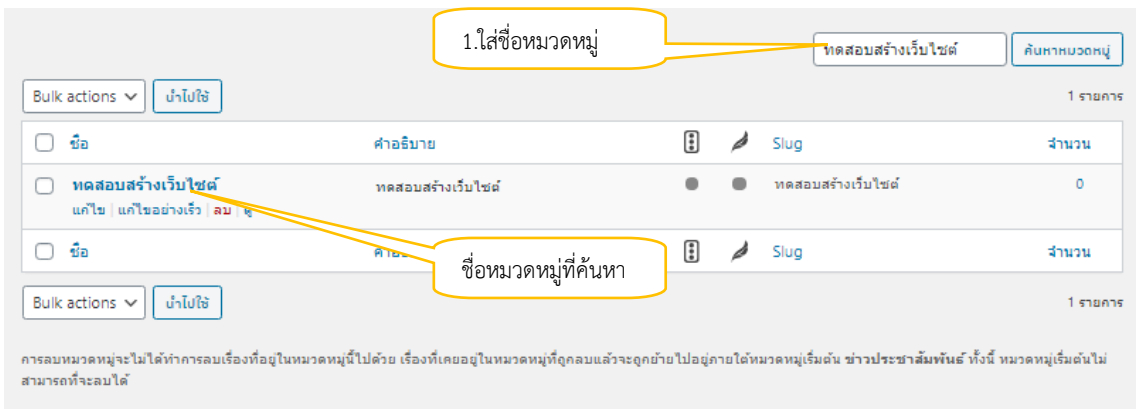 1.ใส่ชื่อหมวดหมู่
ทดสอบสร้างเว็บไซต์ ค้นหาหมวดหมู่
Bulk actions นำไปใช้ 1 รายการ
ชื่อ คำอธิบาย Slug จำนวน
ทดสอบสร้างเว็บไซต์ ทดสอบสร้างเว็บไซต์ ทดสอบสร้างเว็บไซต์ 0
แก้ไข | แก้ไขอย่างเร็ว | ลบ | ดู
ชื่อ Slug จำนวน
ชื่อหมวดหมู่ที่ค้นหา
Bulk actions นำไปใช้ 1 รายการ
การลบหมวดหมู่จะไม่ได้ทำการลบเรื่องที่อยู่ในหมวดหมู่นี้ไปด้วย เรื่องที่เคยอยู่ในหมวดหมู่ที่ถูกลบแล้วจะถูกย้ายไปอยู่ภายใต้หมวดหมู่เริ่มต้น ข่าวประชาสัมพันธ์ ทั้งนี้ หมวดหมู่เริ่มต้นไม่
สามารถที่จะลบได้